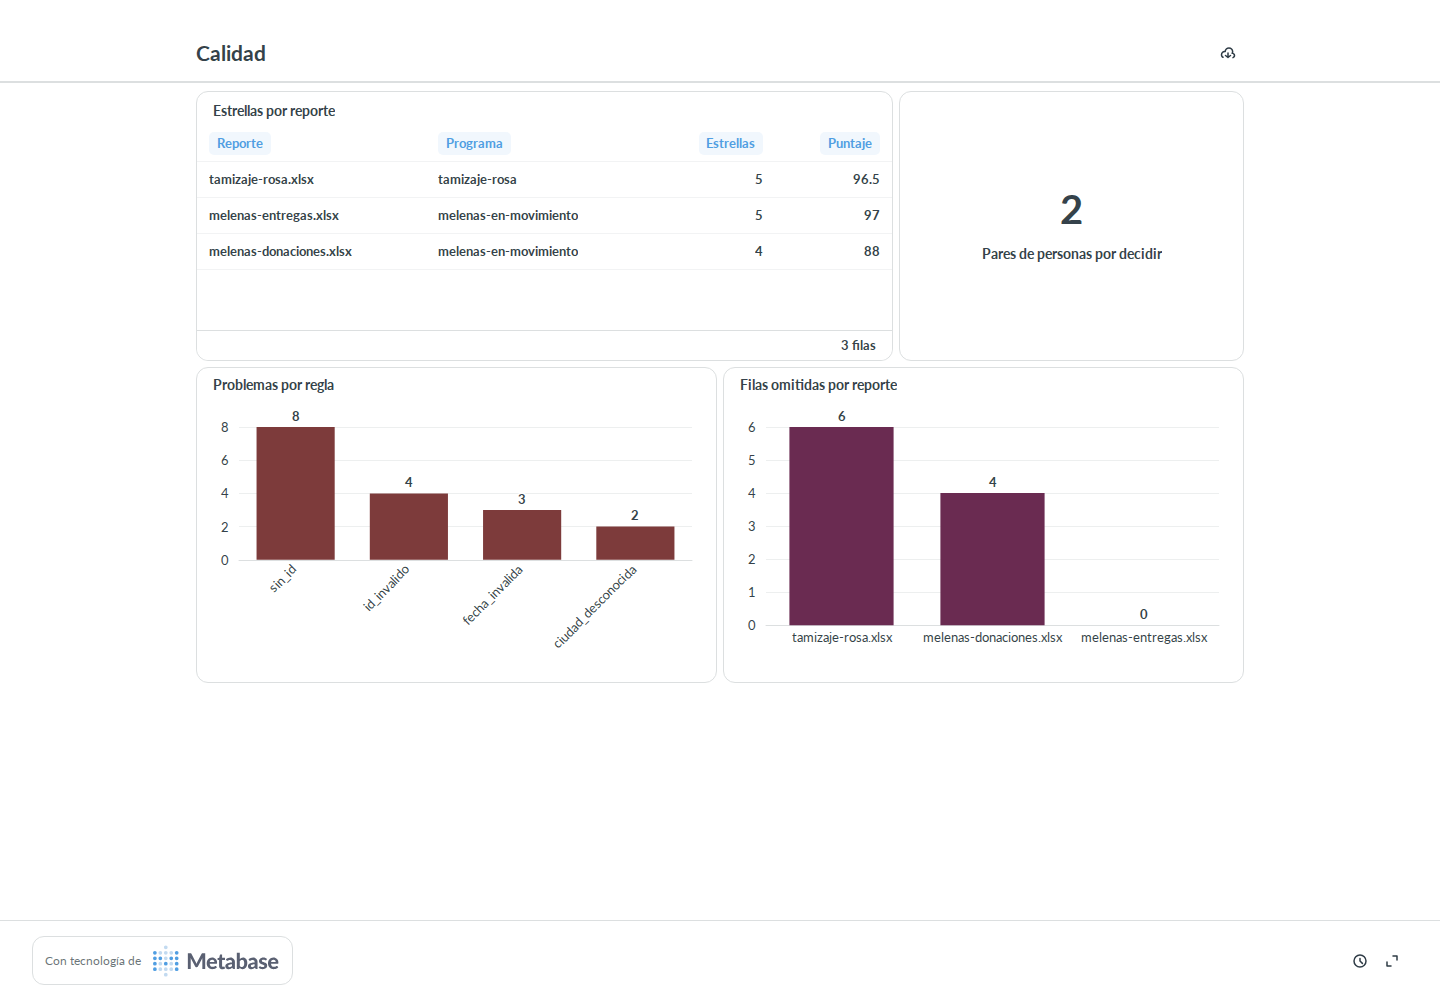 Calidad
Estrellas por reporte
Reporte Programa Estrellas Puntaje
tamizaje-rosa.xlsx tamizaje-rosa 5 96.5
melenas-entregas.xlsx melenas-en-movimiento 5 97
melenas-donaciones.xlsx melenas-en-movimiento 4 88
3 filas
2
Pares de personas por decidir
Problemas por regla
8
6
4
2
0
8
4
3
2
sin_id
id_invalido
fecha_invalida
ciudad_desconocida
Filas omitidas por reporte
6
5
4
3
2
1
0
6
4
0
tamizaje-rosa.xlsx
melenas-donaciones.xlsx
melenas-entregas.xlsx
Con tecnología de Metabase